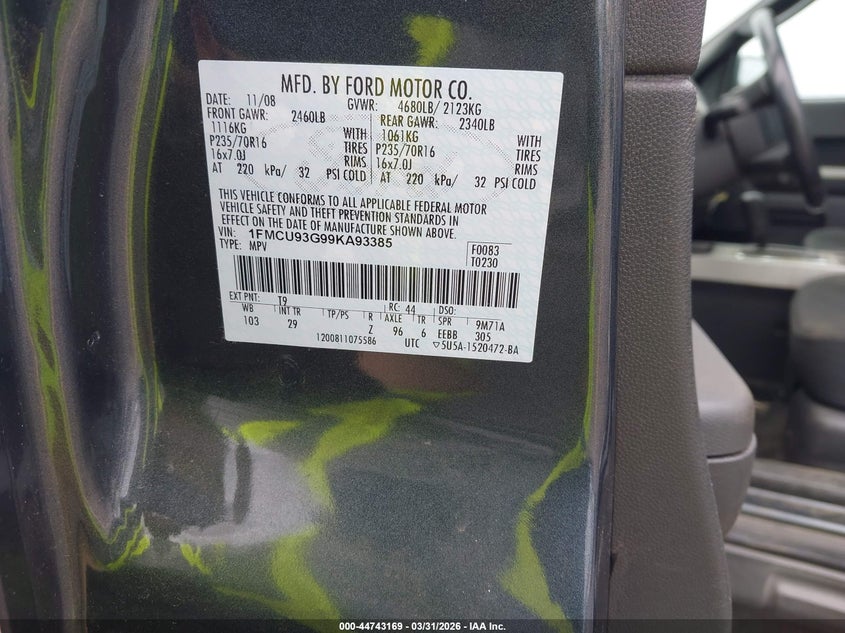 MFD. BY FORD MOTOR CO.
DATE: 11/08 GVWR: 4680LB/ 2123KG
FRONT GAWR: 2460LB REAR GAWR: 2340LB
1116KG WITH 1061KG WITH
P235/70R16 TIRES P235/70R16 TIRES
16x7.0J RIMS 16x7.0J RIMS
AT 220 kPa/ 32 PSI COLD AT 220 kPa/ 32 PSI COLD
THIS VEHICLE CONFORMS TO ALL APPLICABLE FEDERAL MOTOR
VEHICLE SAFETY AND THEFT PREVENTION STANDARDS IN
EFFECT ON THE DATE OF MANUFACTURE SHOWN ABOVE.
VIN: 1FMCU93G99KA93385
TYPE: MPV
F0083
T0230
EXT PNT: T9 RC: 44 DSO:
WB INT TR TP/PS R AXLE TR SPR 9M71A
103 29 Z 96 6 EEBB 305
1200811075586 UTC ▽5U5A-1520472-BA
000-44743169 - 03/31/2026 - IAA Inc.